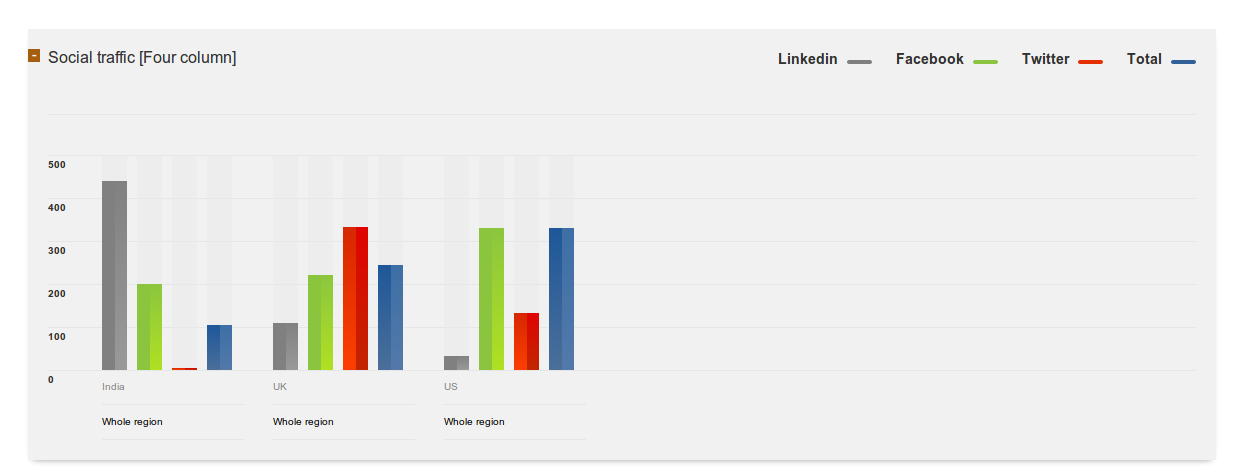 - Social traffic [Four column]
Linkedin Facebook Twitter Total
500
400
300
200
100
0
India UK US
Whole region Whole region Whole region